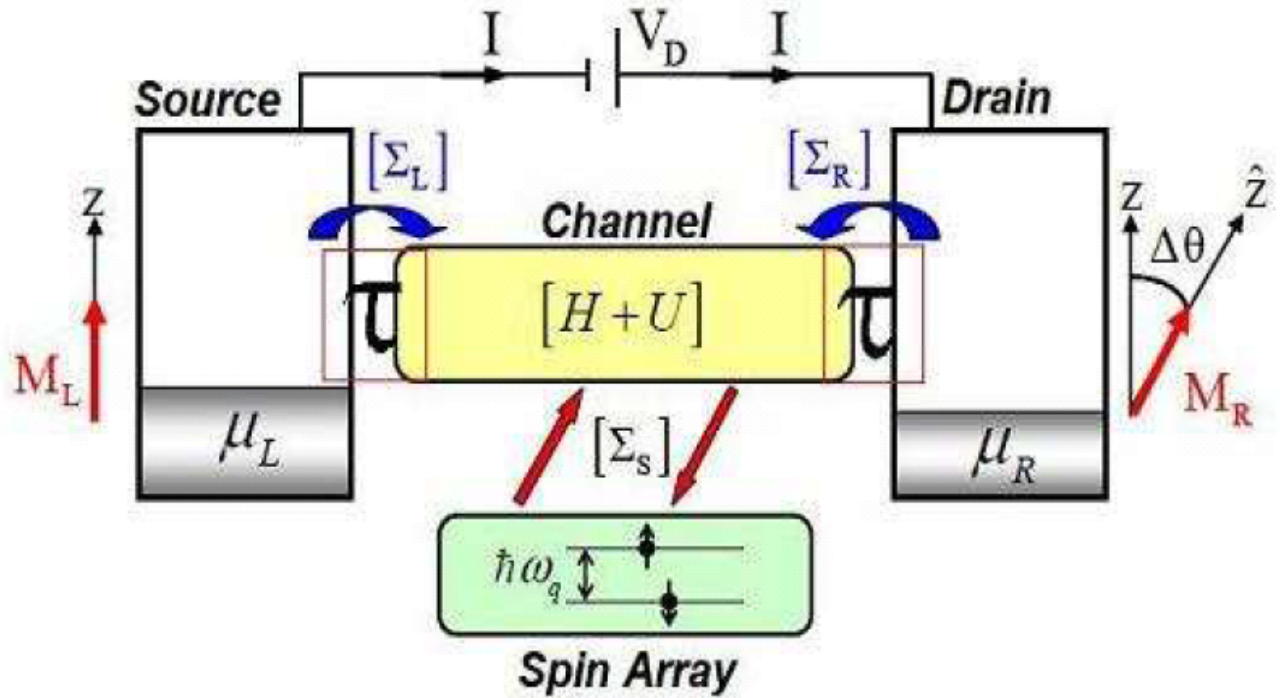 I V_D I
Source Drain
[Σ_L] [Σ_R]
z z ẑ
Channel Δθ
τ [H + U] τ
M_L M_R
μ_L [Σ_s] μ_R
ħω_q
Spin Array